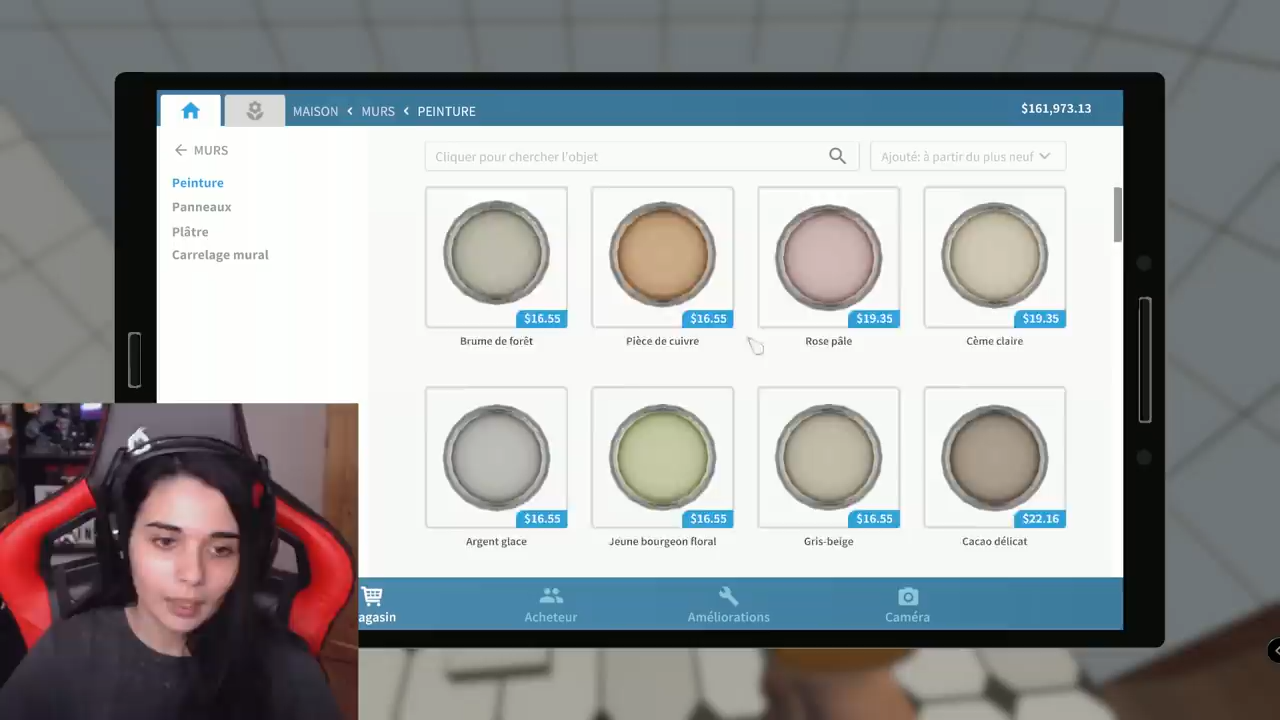 MAISON < MURS < PEINTURE
$161,973.13
← MURS
Peinture
Panneaux
Plâtre
Carrelage mural
Cliquer pour chercher l'objet
Ajouté: à partir du plus neuf
$16.55
$16.55
$19.35
$19.35
Brume de forêt
Pièce de cuivre
Rose pâle
Cème claire
$16.55
$16.55
$16.55
$22.16
Argent glace
Jeune bourgeon floral
Gris-beige
Cacao délicat
agasin
Acheteur
Améliorations
Caméra